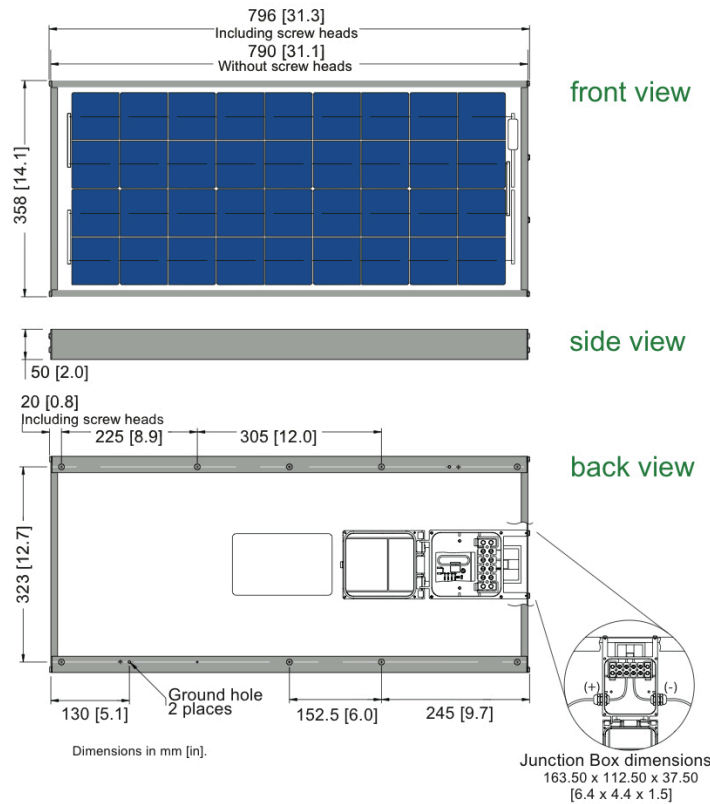 796 [31.3]
Including screw heads
790 [31.1]
Without screw heads
front view
358 [14.1]
side view
50 [2.0]
20 [0.8]
Including screw heads
225 [8.9]
305 [12.0]
back view
323 [12.7]
Ground hole
2 places
130 [5.1]
152.5 [6.0]
245 [9.7]
(+)
(-)
Dimensions in mm [in].
Junction Box dimensions
163.50 x 112.50 x 37.50
[6.4 x 4.4 x 1.5]